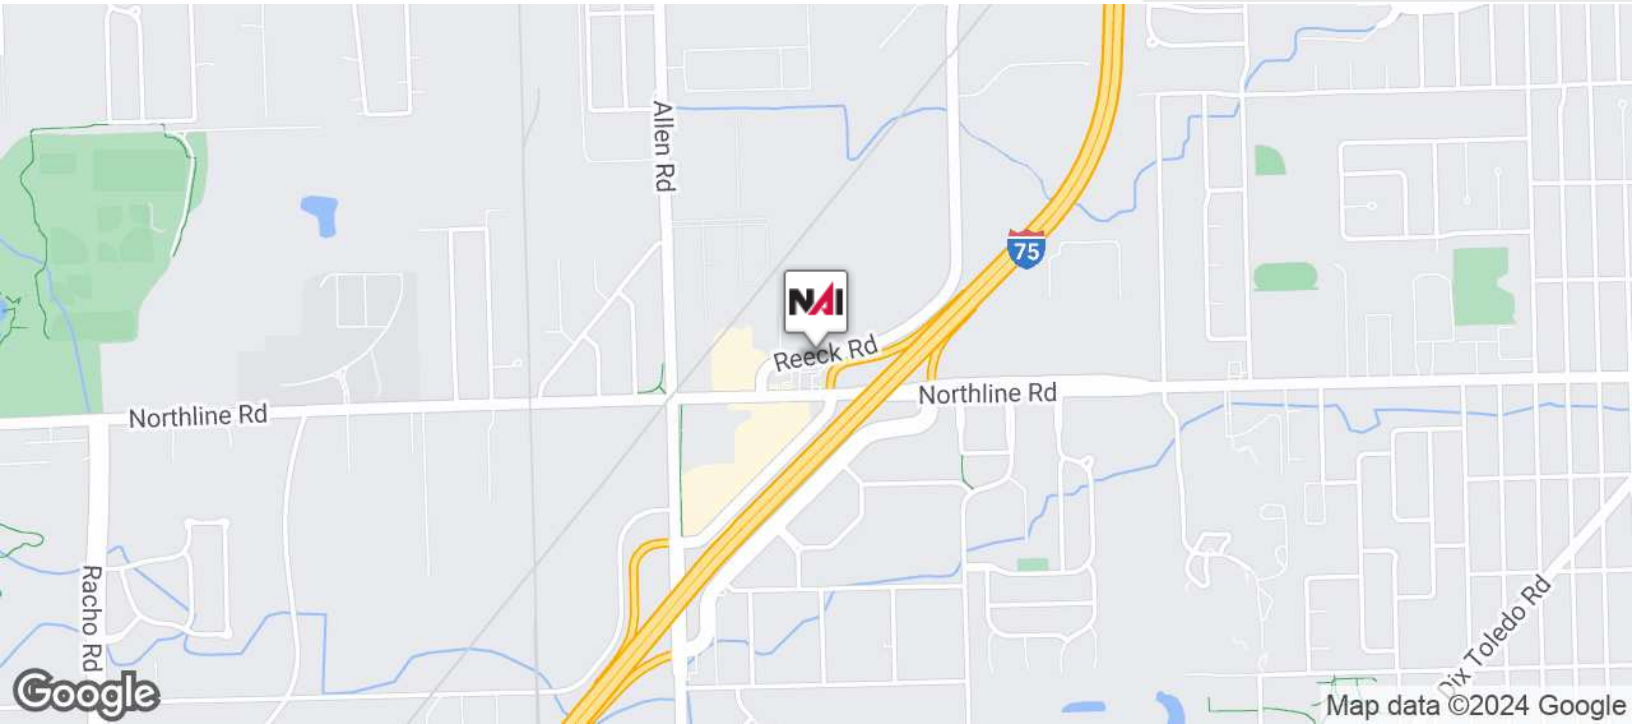 Allen Rd
75
NAI
Reeck Rd
Northline Rd
Northline Rd
Racho Rd
Dix Toledo Rd
Google
Map data ©2024 Google